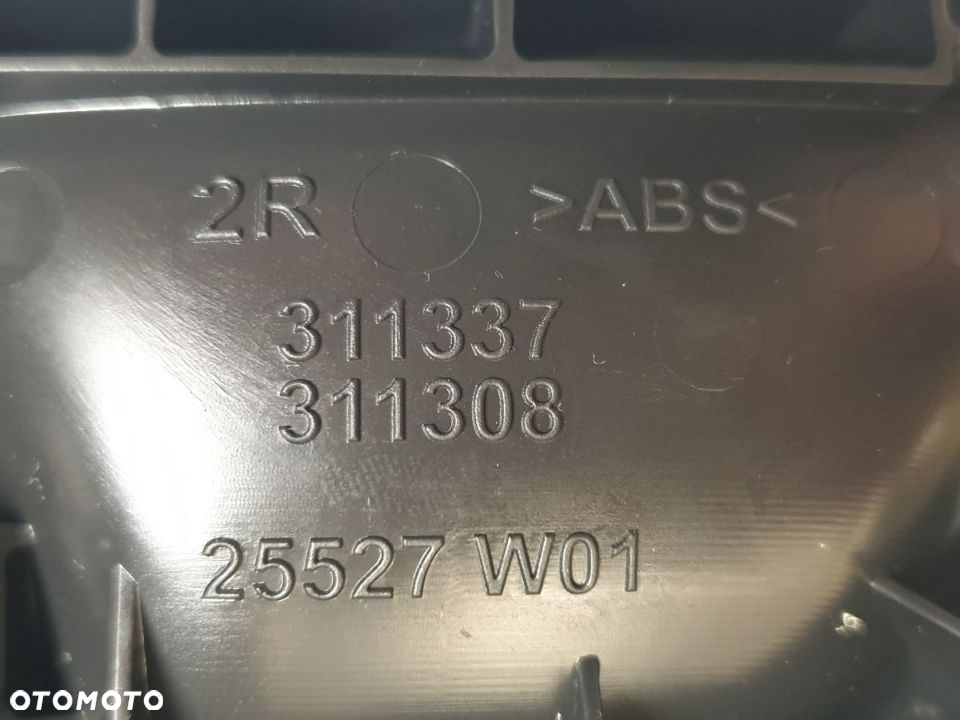 2R >ABS<
311337
311308
25527 W01
OTOMOTO